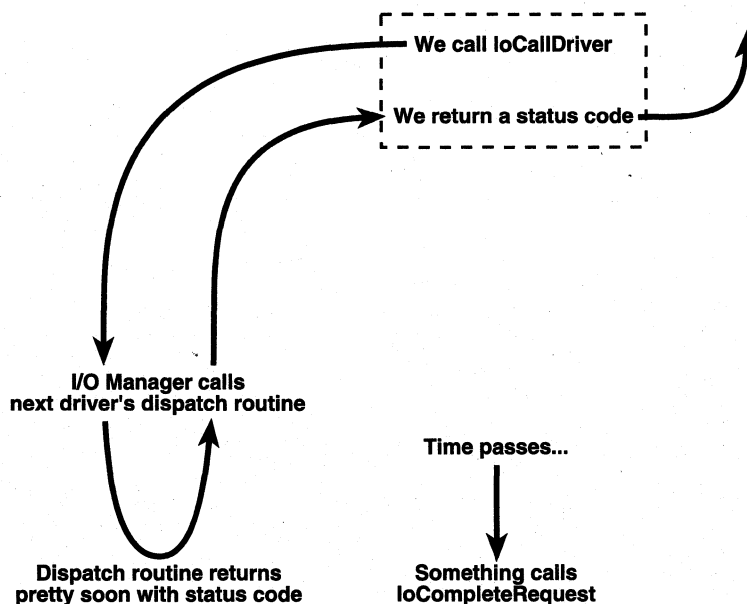 We call IoCallDriver
We return a status code
I/O Manager calls
next driver's dispatch routine
Time passes...
Dispatch routine returns
pretty soon with status code
Something calls
IoCompleteRequest